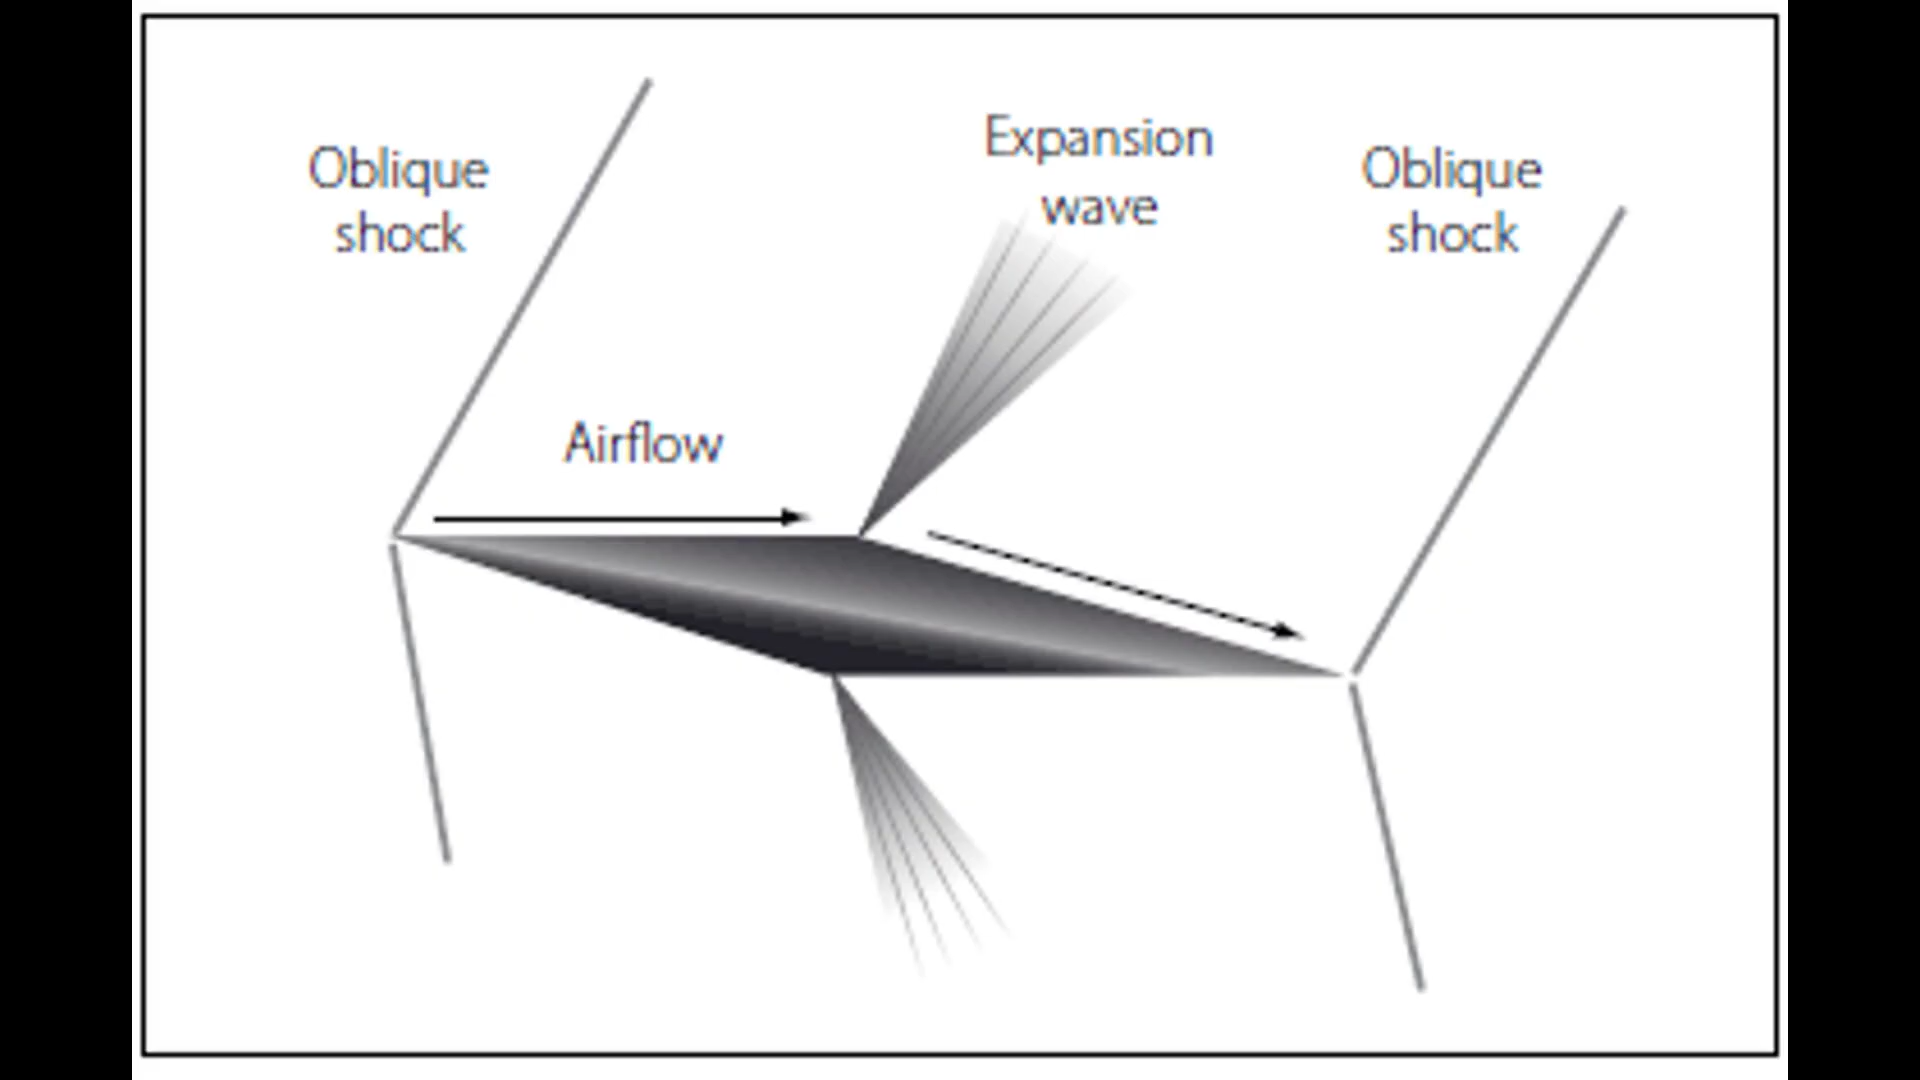 Oblique
shock
Expansion
wave
Oblique
shock
Airflow